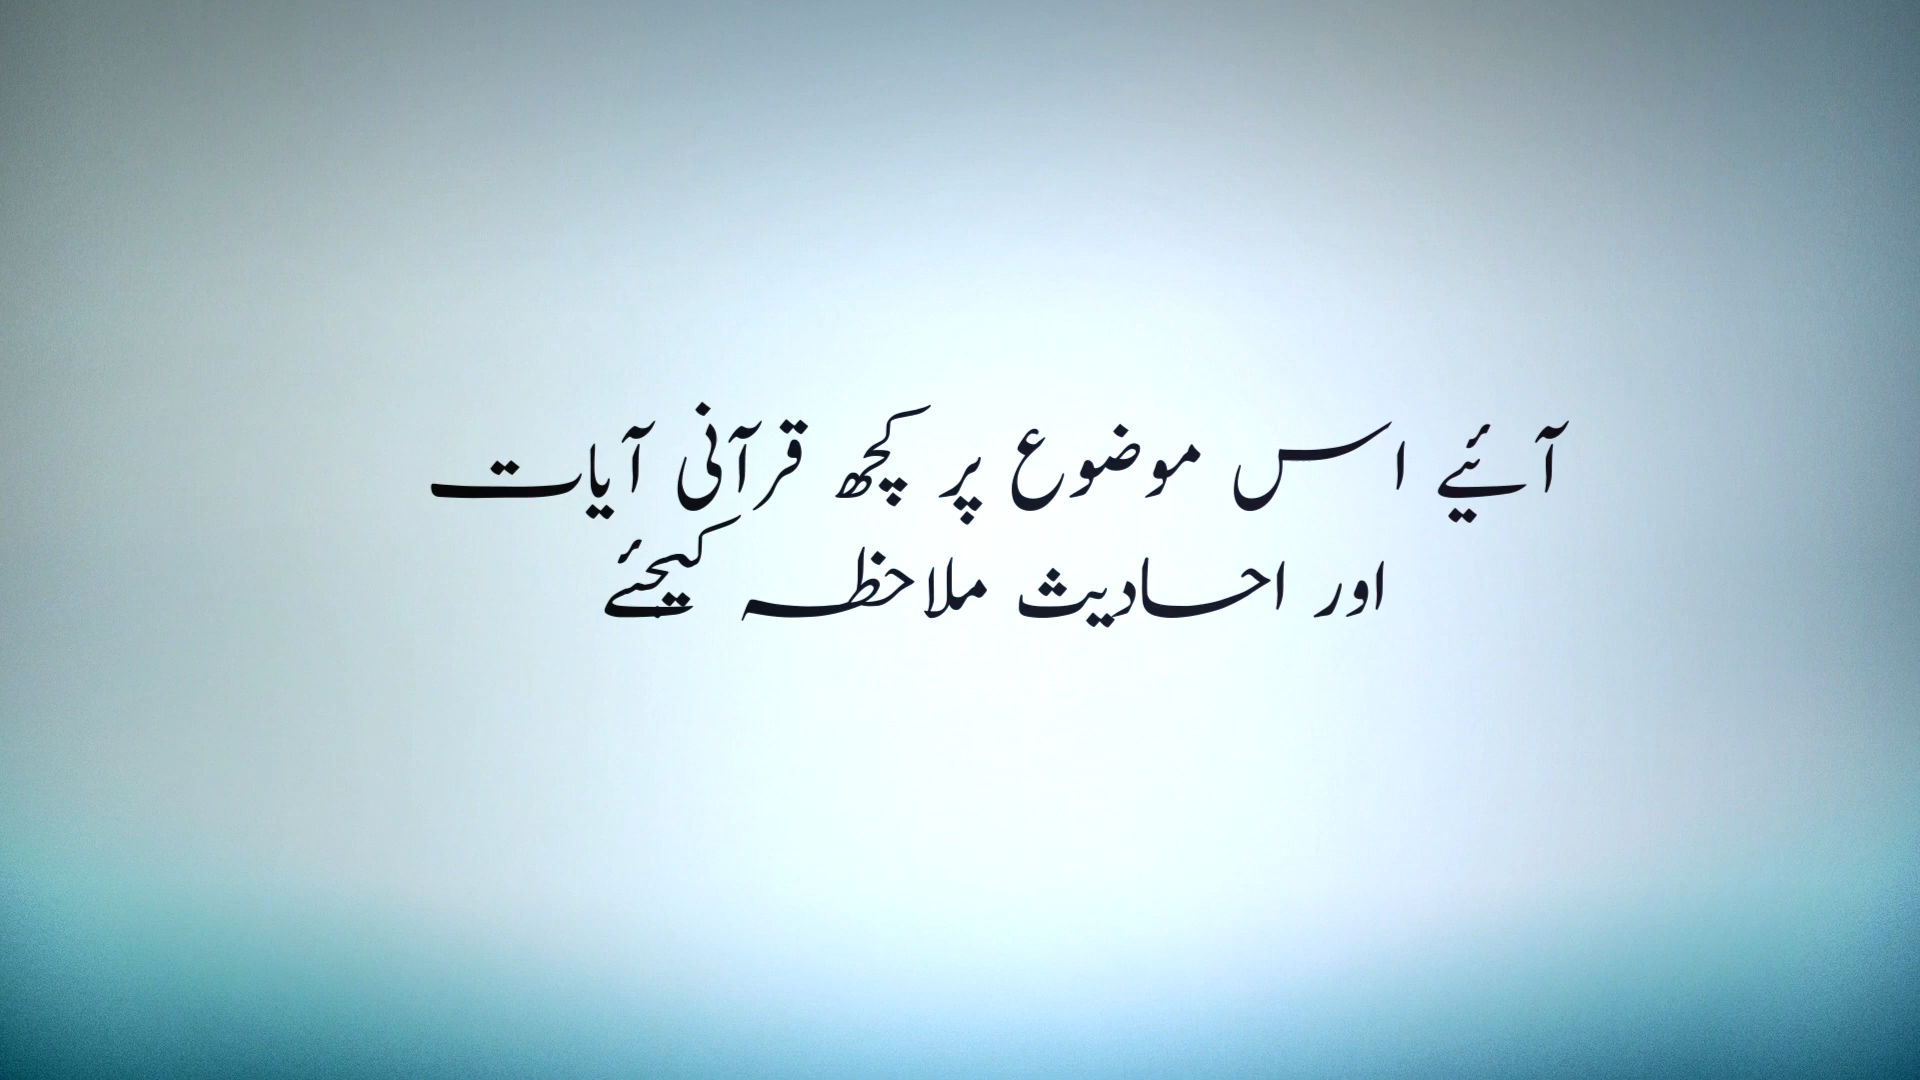 آئیے اس موضوع پر کچھ قرآنی آیات
اور احادیث ملاحظہ کیجئے